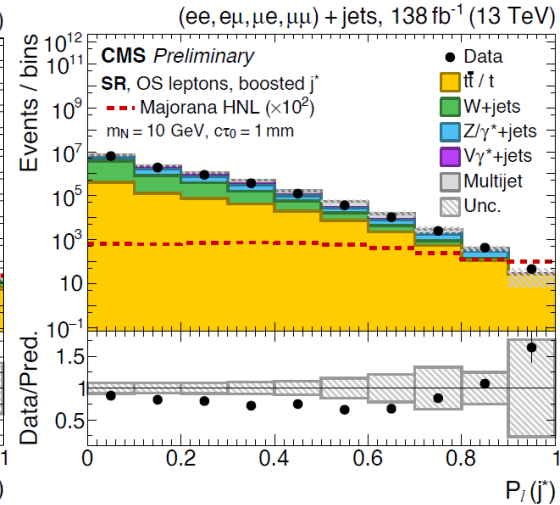 (ee, eμ, μe, μμ) + jets, 138 fb⁻¹ (13 TeV)
)
Events / bins
10¹²
10⁹
10⁷
10⁵
10³
10
10⁻¹
CMS Preliminary
SR, OS leptons, boosted j*
Majorana HNL (×10²)
m_N = 10 GeV, cτ₀ = 1 mm
Data
tt̄ / t
W+jets
Z/γ*+jets
Vγ*+jets
Multijet
Unc.
Data/Pred.
1.5
1.0
0.5
1
0
0.2
0.4
0.6
0.8
1
)
P_l (j*)